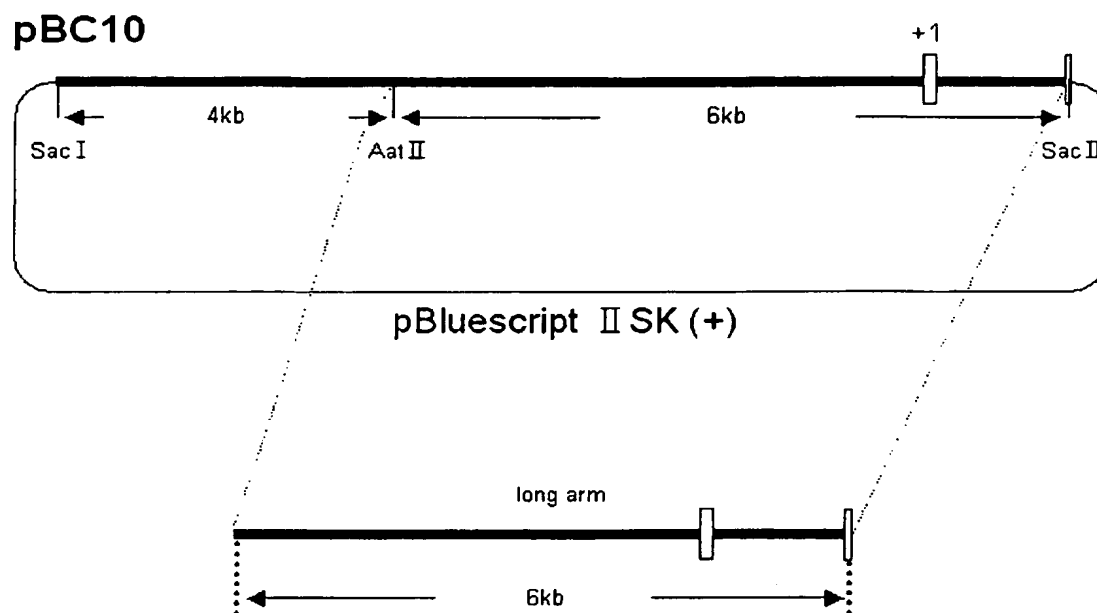 pBC10
+1
4kb
6kb
Sac I
Aat II
Sac II
pBluescript II SK (+)
long arm
6kb